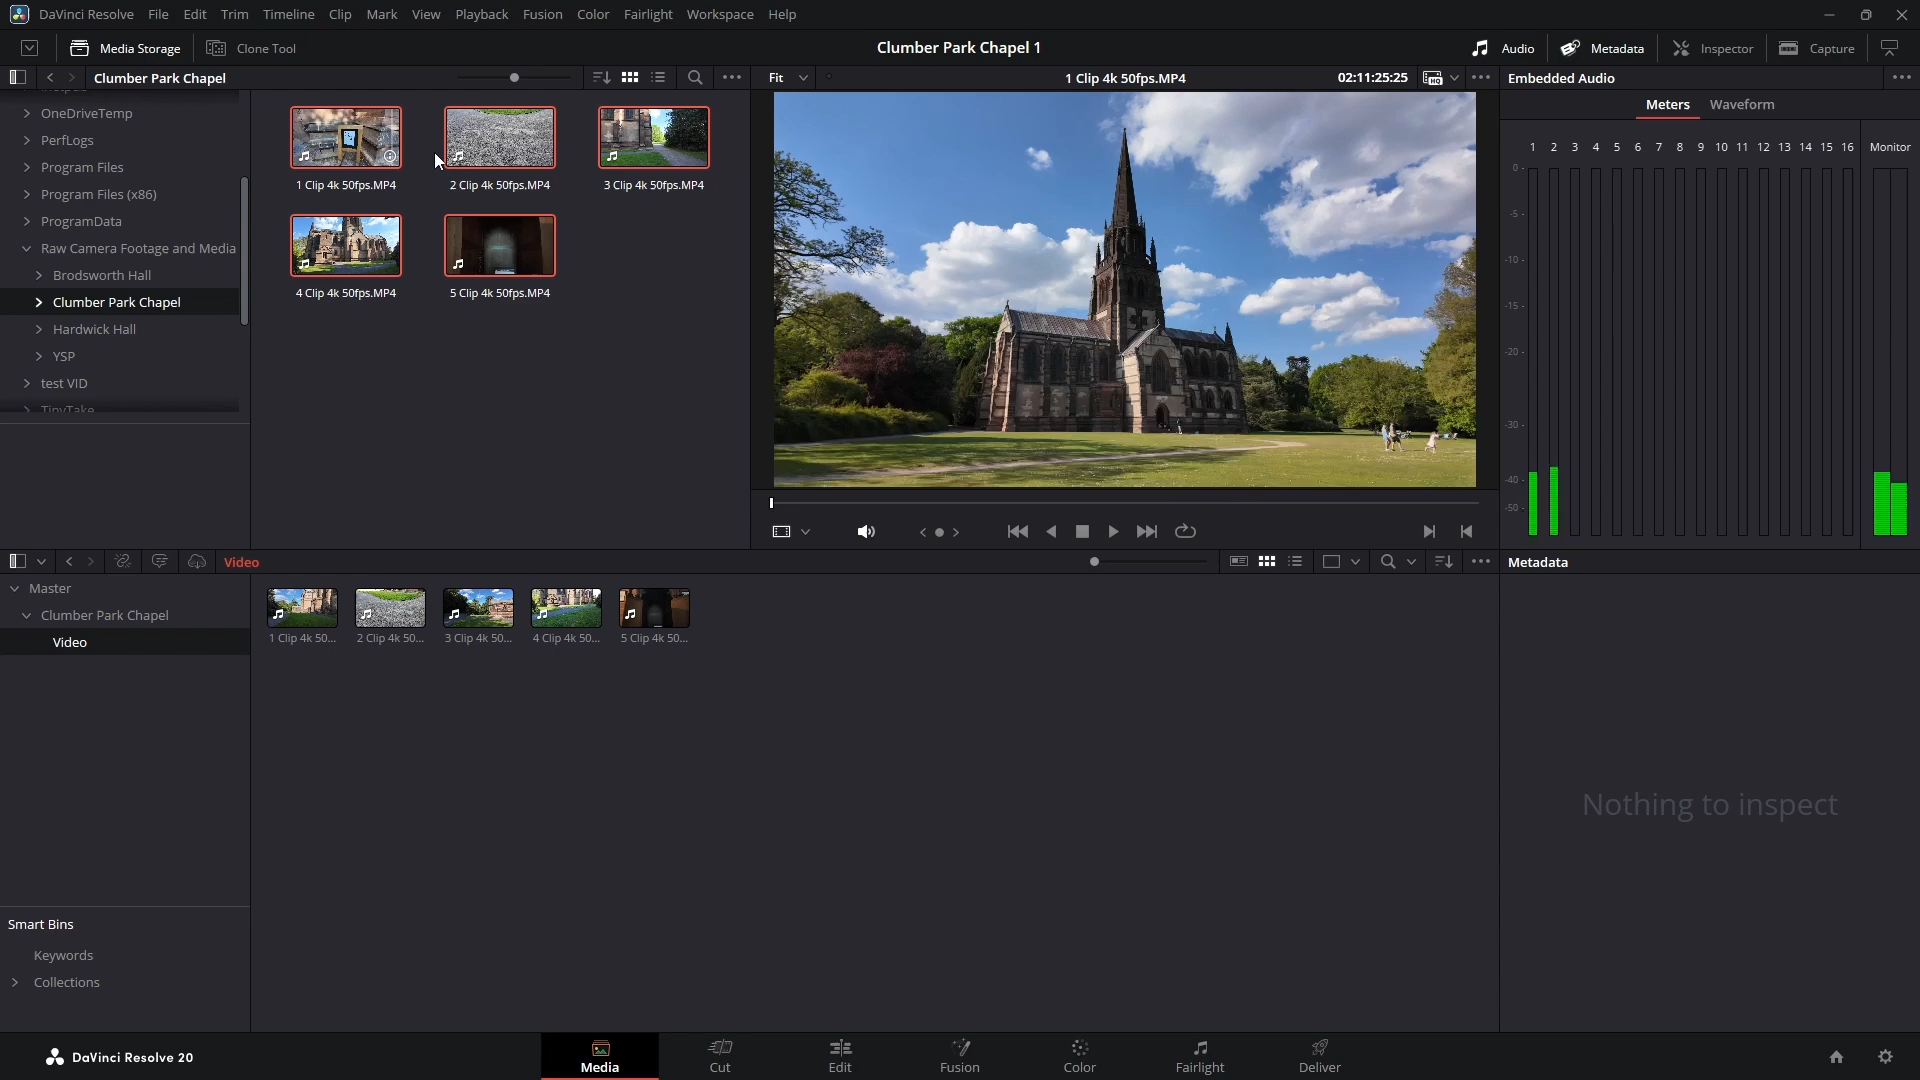 DaVinci Resolve File Edit Trim Timeline Clip Mark View Playback Fusion Color Fairlight Workspace Help
Media Storage Clone Tool Clumber Park Chapel 1 Audio Metadata Inspector Capture
Clumber Park Chapel Fit 1 Clip 4k 50fps.MP4 02:11:25:25 Embedded Audio
Meters Waveform
OneDriveTemp
PerfLogs
Program Files
Program Files (x86)
ProgramData
Raw Camera Footage and Media
Brodsworth Hall
Clumber Park Chapel
Hardwick Hall
YSP
test VID
TinyTake
1 Clip 4k 50fps.MP4 2 Clip 4k 50fps.MP4 3 Clip 4k 50fps.MP4
4 Clip 4k 50fps.MP4 5 Clip 4k 50fps.MP4
1 2 3 4 5 6 7 8 9 10 11 12 13 14 15 16 Monitor
0 -
-5 -
-10 -
-15 -
-20 -
-30 -
-40 -
-50 -
Video Metadata
Master
Clumber Park Chapel
Video
1 Clip 4k 50... 2 Clip 4k 50... 3 Clip 4k 50... 4 Clip 4k 50... 5 Clip 4k 50...
Nothing to inspect
Smart Bins
Keywords
Collections
DaVinci Resolve 20 Media Cut Edit Fusion Color Fairlight Deliver